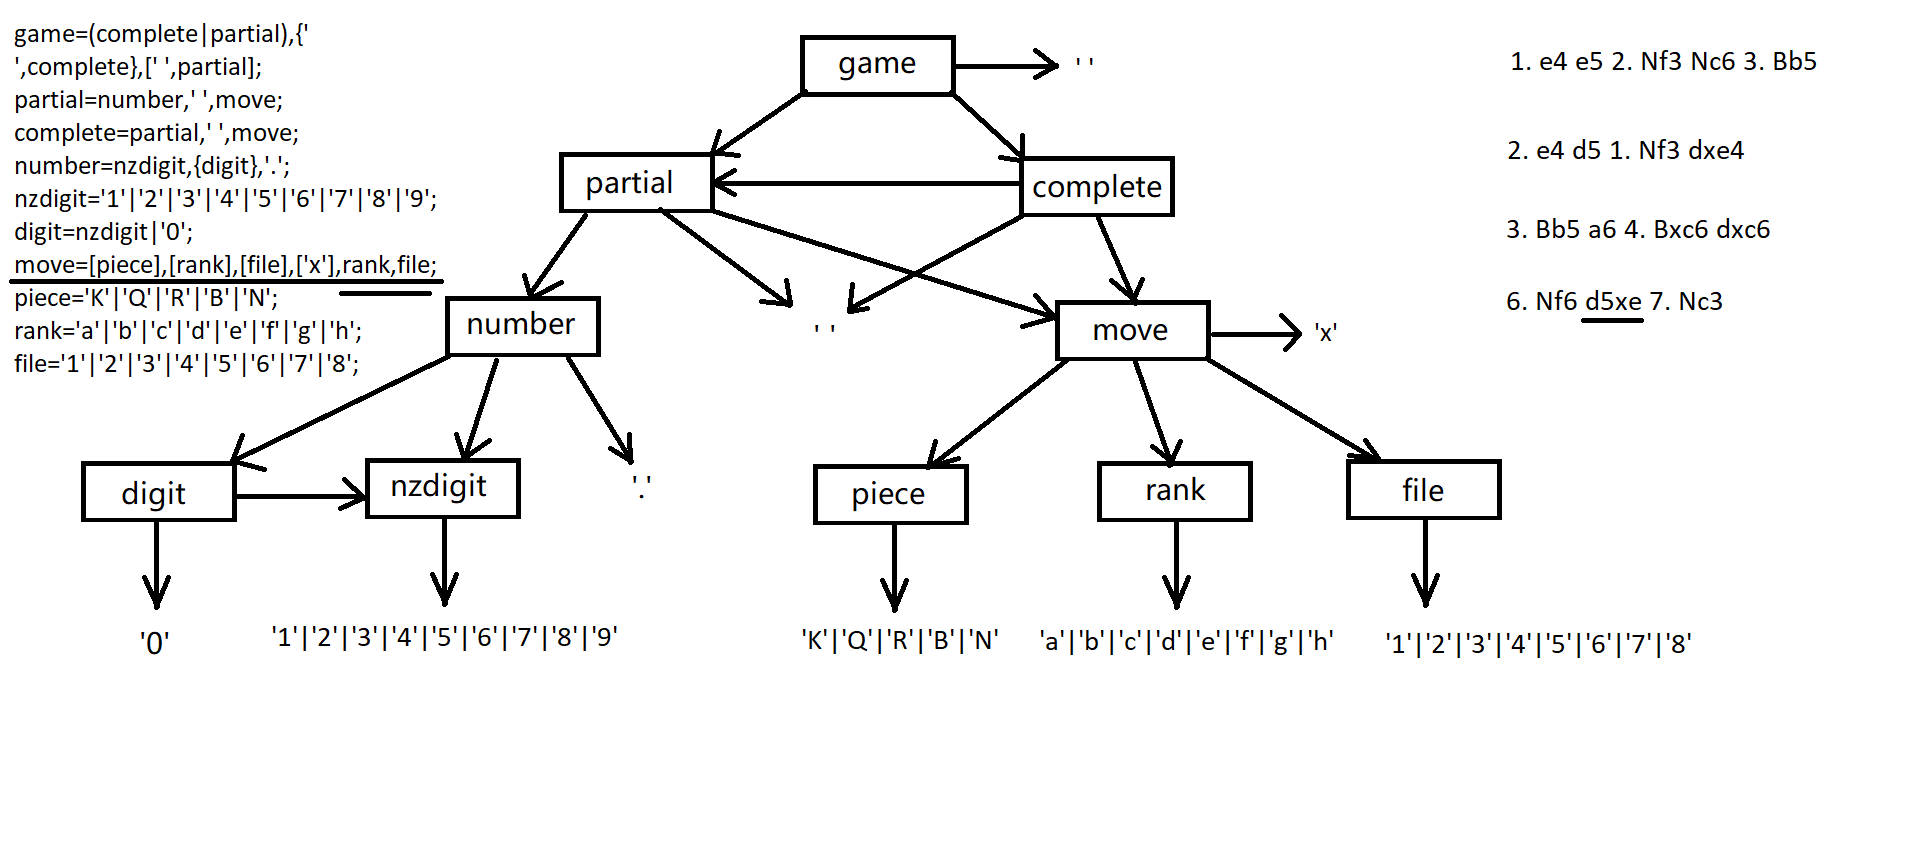 game=(complete|partial),{'
',complete},[' ',partial];
partial=number,' ',move;
complete=partial,' ',move;
number=nzdigit,{digit},'.';
nzdigit='1'|'2'|'3'|'4'|'5'|'6'|'7'|'8'|'9';
digit=nzdigit|'0';
move=[piece],[rank],[file],['x'],rank,file;
piece='K'|'Q'|'R'|'B'|'N';
rank='a'|'b'|'c'|'d'|'e'|'f'|'g'|'h';
file='1'|'2'|'3'|'4'|'5'|'6'|'7'|'8';
game
' '
partial
complete
number
' '
move
'x'
digit
nzdigit
'.'
piece
rank
file
'0'
'1'|'2'|'3'|'4'|'5'|'6'|'7'|'8'|'9'
'K'|'Q'|'R'|'B'|'N'
'a'|'b'|'c'|'d'|'e'|'f'|'g'|'h'
'1'|'2'|'3'|'4'|'5'|'6'|'7'|'8'
1. e4 e5 2. Nf3 Nc6 3. Bb5
2. e4 d5 1. Nf3 dxe4
3. Bb5 a6 4. Bxc6 dxc6
6. Nf6 d5xe 7. Nc3